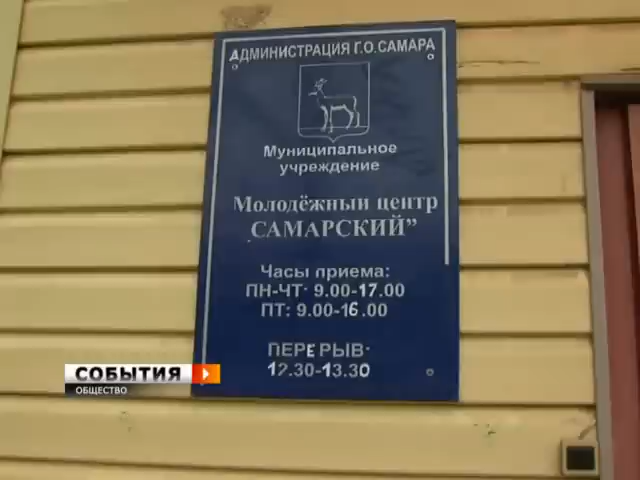 АДМИНИСТРАЦИЯ Г.О. САМАРА
Муниципальное
учреждение
Молодёжный центр
„САМАРСКИЙ”
Часы приема:
ПН-ЧТ: 9.00-17.00
ПТ: 9.00-16.00
ПЕРЕРЫВ:
12.30-13.30
СОБЫТИЯ
ОБЩЕСТВО